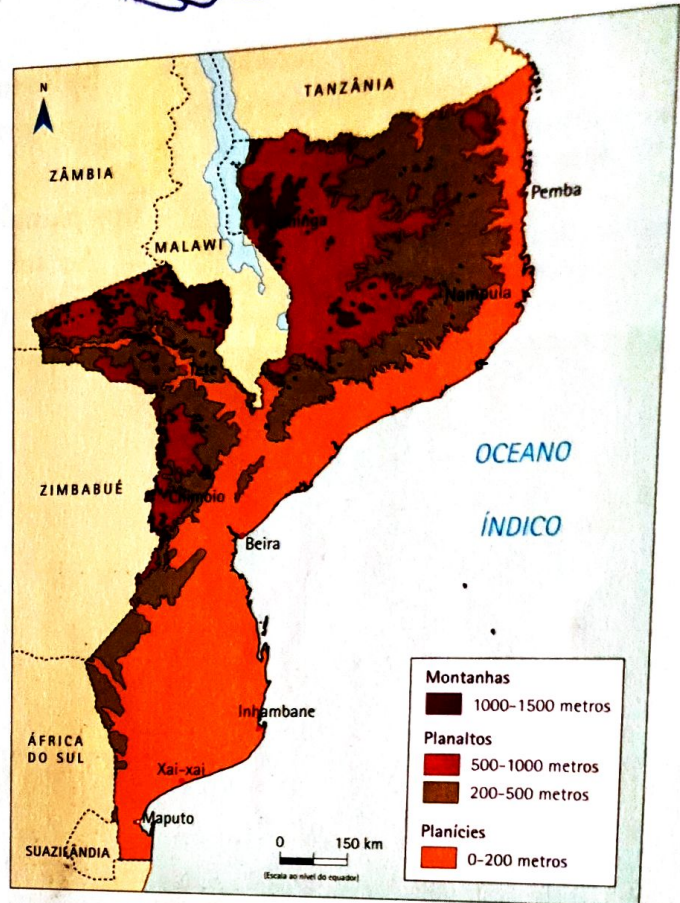 N
TANZÂNIA
ZÂMBIA
Pemba
MALAWI
Nampula
Tete
OCEANO
ÍNDICO
ZIMBABUÉ
Chimoio
Beira
Inhambane
ÁFRICA
DO SUL
Xai-xai
Maputo
SUAZILÂNDIA
0 150 km
(Escala ao nível do equador)
Montanhas
1000-1500 metros
Planaltos
500-1000 metros
200-500 metros
Planícies
0-200 metros